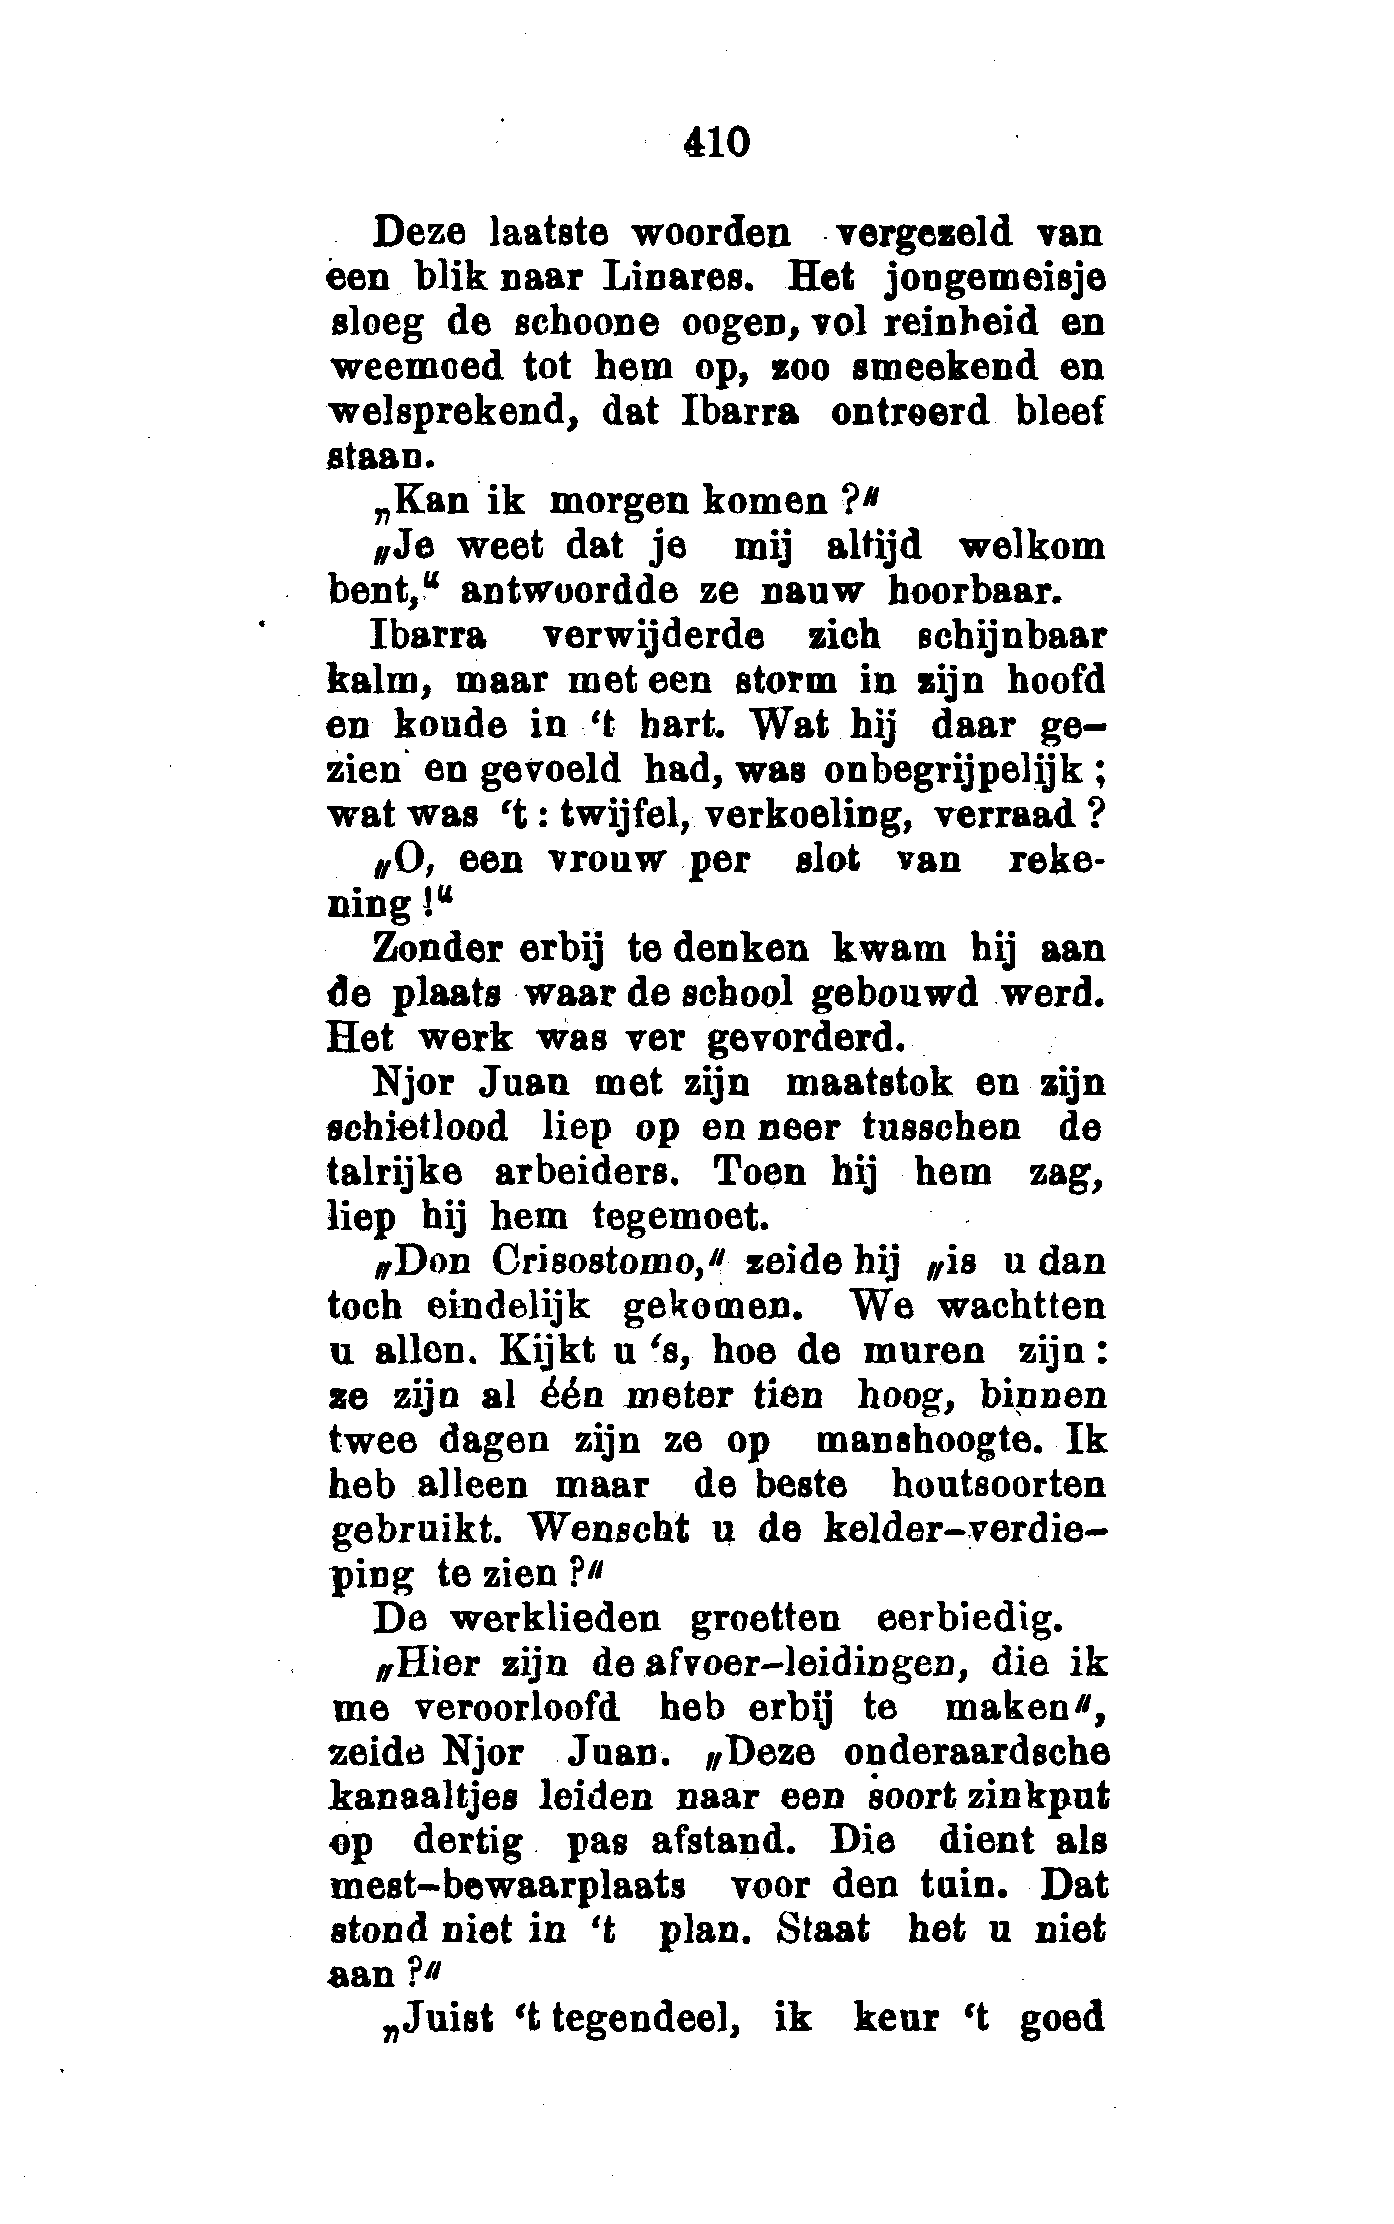 410
Deze laatste woorden vergezeld van
een blik naar Linares. Het jongemeisje
sloeg de schoone oogen, vol reinheid en
weemoed tot hem op, zoo smeekend en
welsprekend, dat Ibarra ontroerd bleef
staan.
„Kan ik morgen komen ?"
„Je weet dat je mij altijd welkom
bent,“ antwoordde ze nauw hoorbaar.
Ibarra verwijderde zich schijnbaar
kalm, maar met een storm in zijn hoofd
en koude in ‘t hart. Wat hij daar ge-
zien en gevoeld had, was onbegrijpelijk ;
wat was ‘t : twijfel, verkoeling, verraad ?
„O, een vrouw per slot van reke-
ning !“
Zonder erbij te denken kwam hij aan
de plaats waar de school gebouwd werd.
Het werk was ver gevorderd.
Njor Juan met zijn maatstok en zijn
schietlood liep op en neer tusschen de
talrijke arbeiders. Toen hij hem zag,
liep hij hem tegemoet.
„Don Crisostomo," zeide hij „is u dan
toch eindelijk gekomen. We wachtten
u allen. Kijkt u ‘s, hoe de muren zijn :
ze zijn al één meter tien hoog, binnen
twee dagen zijn ze op manshoogte. Ik
heb alleen maar de beste houtsoorten
gebruikt. Wenscht u de kelder-verdie-
ping te zien ?"
De werklieden groetten eerbiedig.
„Hier zijn de afvoer-leidingen, die ik
me veroorloofd heb erbij te maken",
zeide Njor Juan. „Deze onderaardsche
kanaaltjes leiden naar een soort zinkput
op dertig pas afstand. Die dient als
mest-bewaarplaats voor den tuin. Dat
stond niet in ‘t plan. Staat het u niet
aan ?"
„Juist ‘t tegendeel, ik keur ‘t goed